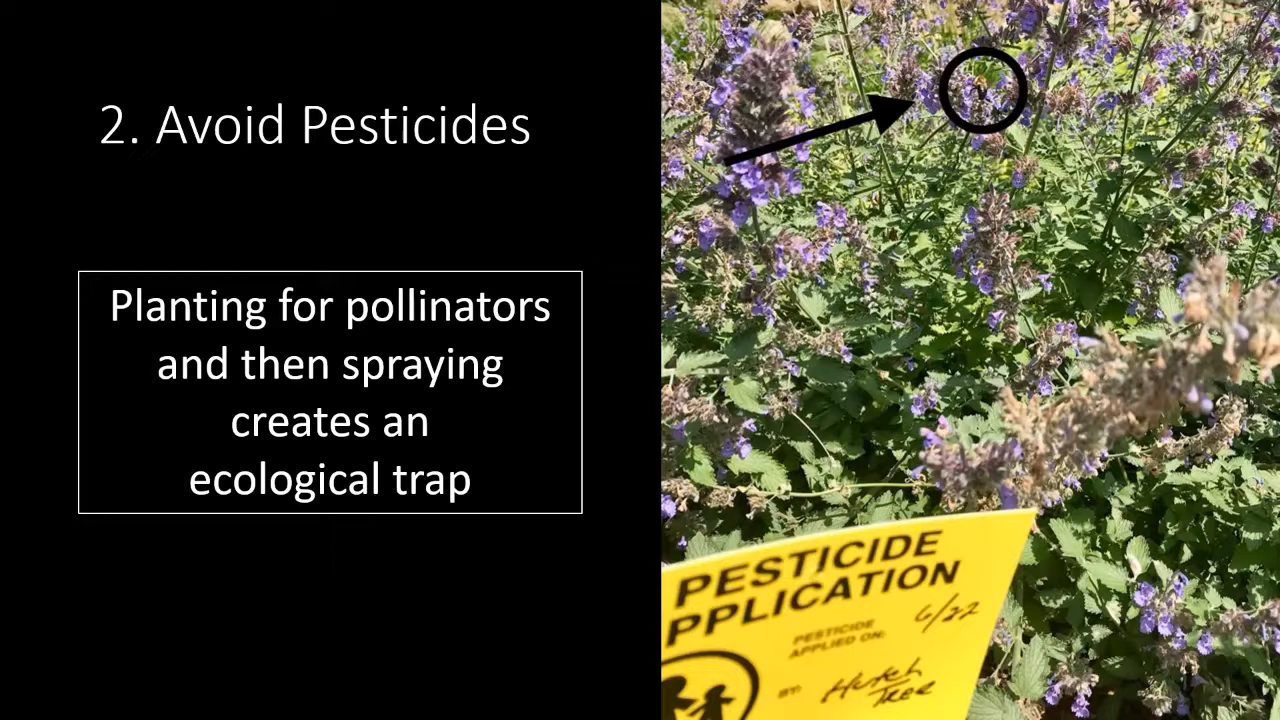 2. Avoid Pesticides
Planting for pollinators
and then spraying
creates an
ecological trap
PESTICIDE
PPLICATION
PESTICIDE
APPLIED ON:
6/22
BY:
Tree